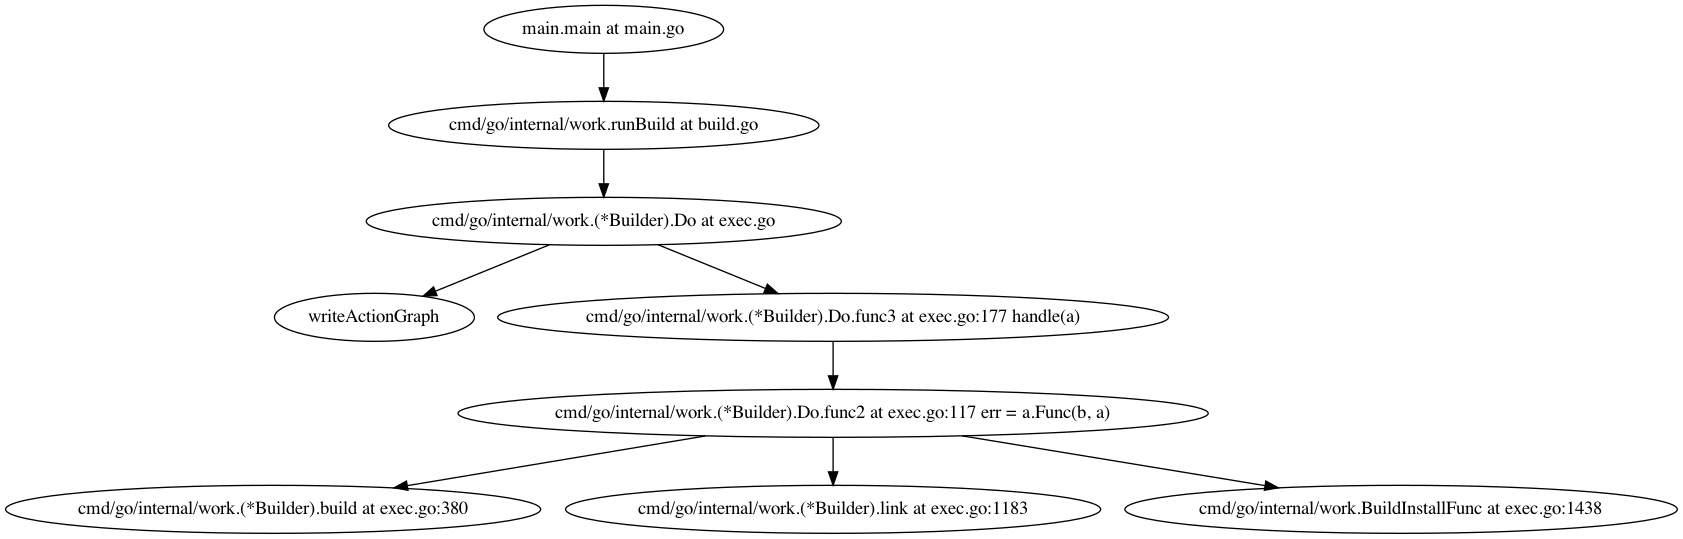 main.main at main.go
cmd/go/internal/work.runBuild at build.go
cmd/go/internal/work.(*Builder).Do at exec.go
writeActionGraph
cmd/go/internal/work.(*Builder).Do.func3 at exec.go:177 handle(a)
cmd/go/internal/work.(*Builder).Do.func2 at exec.go:117 err = a.Func(b, a)
cmd/go/internal/work.(*Builder).build at exec.go:380
cmd/go/internal/work.(*Builder).link at exec.go:1183
cmd/go/internal/work.BuildInstallFunc at exec.go:1438